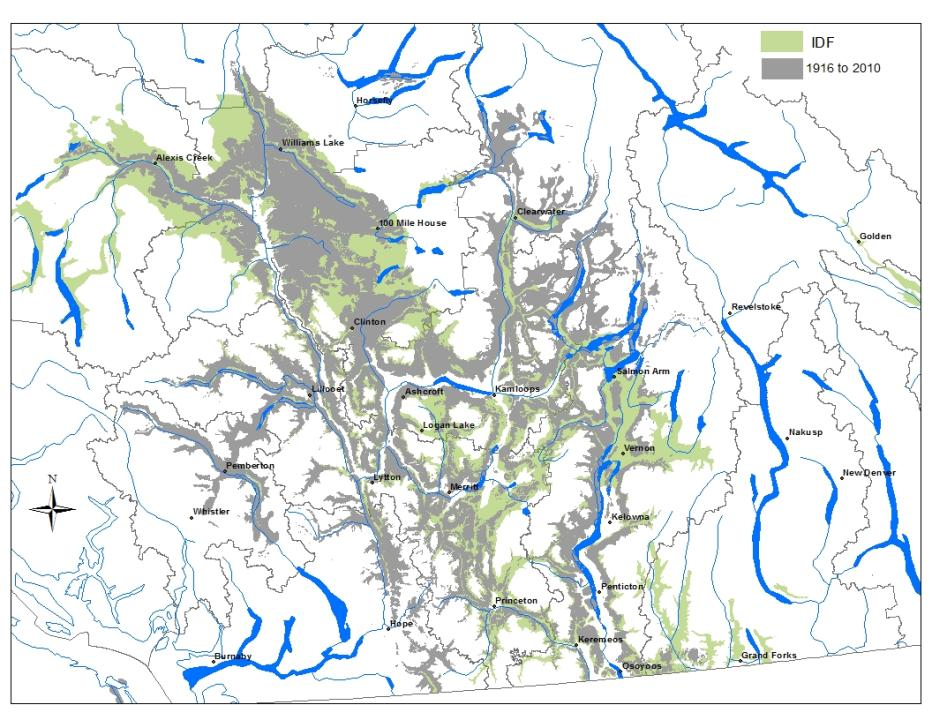 IDF
1916 to 2010
Horsefly
Williams Lake
Alexis Creek
Clearwater
100 Mile House
Golden
Revelstoke
Clinton
Salmon Arm
Lillooet
Ashcroft
Kamloops
Logan Lake
Nakusp
Vernon
Pemberton
New Denver
Lytton
N
Merritt
Whistler
Kelowna
Penticton
Princeton
Hope
Keremeos
Burnaby
Grand Forks
Osoyoos